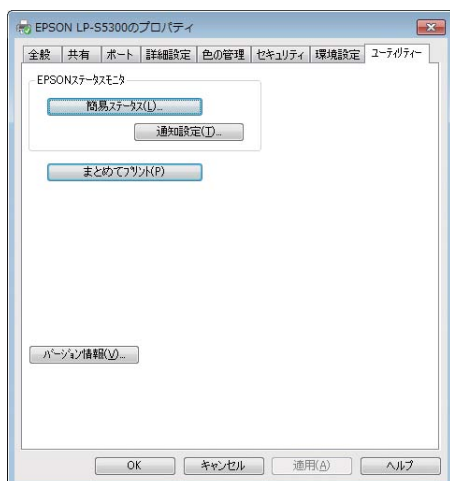 EPSON LP-S5300のプロパティ
全般 共有 ポート 詳細設定 色の管理 セキュリティ 環境設定 ユーティリティー
EPSONステータスモニタ
簡易ステータス(L)...
通知設定(T)...
まとめてプリント(P)
バージョン情報(V)...
OK キャンセル 適用(A) ヘルプ